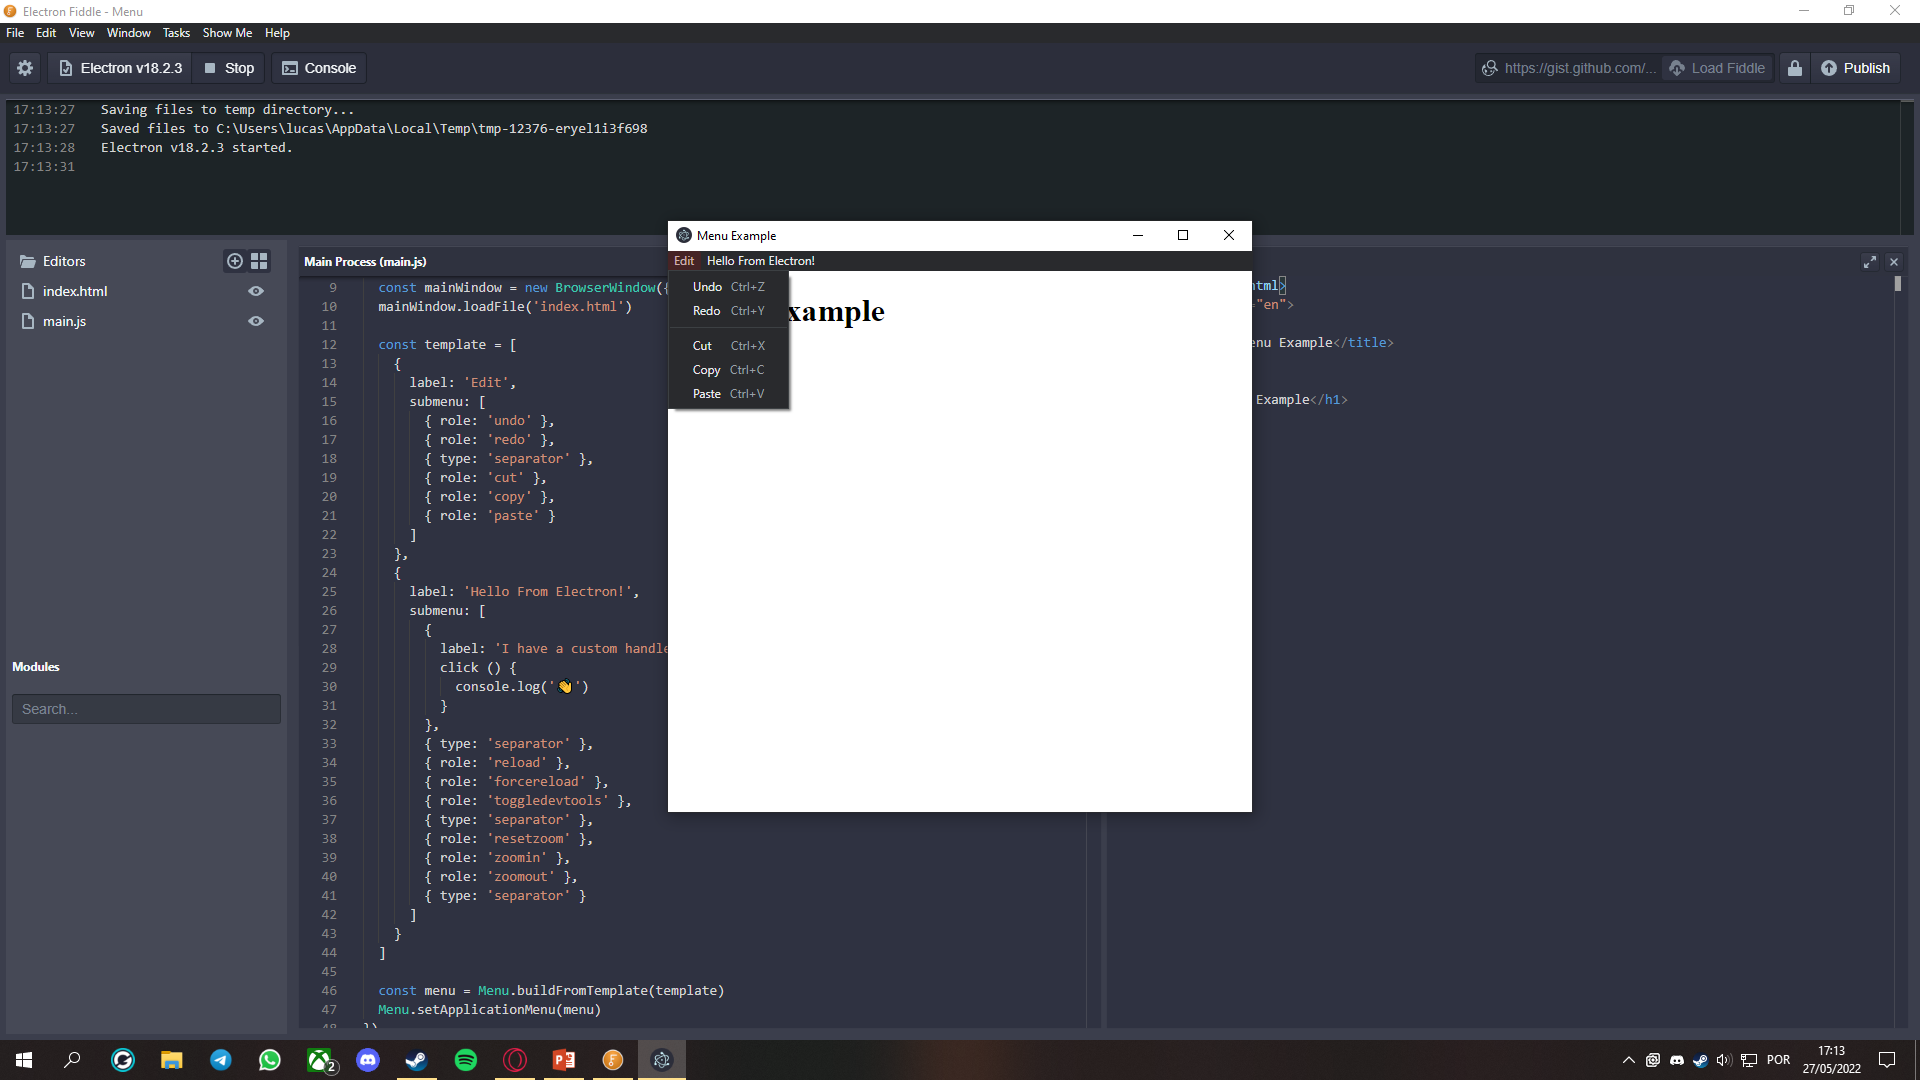 Electron Fiddle - Menu
File Edit View Window Tasks Show Me Help
Electron v18.2.3 Stop Console https://gist.github.com/... Load Fiddle Publish
17:13:27 Saving files to temp directory...
17:13:27 Saved files to C:\Users\lucas\AppData\Local\Temp\tmp-12376-eryel1i3f698
17:13:28 Electron v18.2.3 started.
17:13:31
Editors
index.html
main.js
Modules
Search...
Main Process (main.js)
9 const mainWindow = new BrowserWindow({
10 mainWindow.loadFile('index.html')
11
12 const template = [
13 {
14 label: 'Edit',
15 submenu: [
16 { role: 'undo' },
17 { role: 'redo' },
18 { type: 'separator' },
19 { role: 'cut' },
20 { role: 'copy' },
21 { role: 'paste' }
22 ]
23 },
24 {
25 label: 'Hello From Electron!',
26 submenu: [
27 {
28 label: 'I have a custom handle
29 click () {
30 console.log('👋')
31 }
32 },
33 { type: 'separator' },
34 { role: 'reload' },
35 { role: 'forcereload' },
36 { role: 'toggledevtools' },
37 { type: 'separator' },
38 { role: 'resetzoom' },
39 { role: 'zoomin' },
40 { role: 'zoomout' },
41 { type: 'separator' }
42 ]
43 }
44 ]
45
46 const menu = Menu.buildFromTemplate(template)
47 Menu.setApplicationMenu(menu)
48 })
Menu Example
Edit Hello From Electron!
Undo Ctrl+Z
Redo Ctrl+Y
Cut Ctrl+X
Copy Ctrl+C
Paste Ctrl+V
xample
html>
="en">
enu Example</title>
Example</h1>
2
POR
17:13
27/05/2022